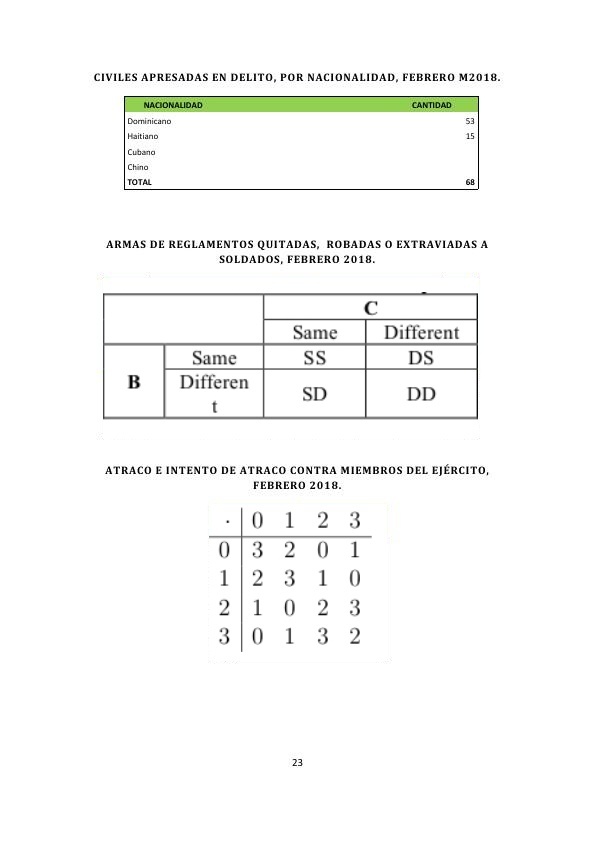 CIVILES APRESADAS EN DELITO, POR NACIONALIDAD, FEBRERO M2018.
NACIONALIDAD CANTIDAD
Dominicano 53
Haitiano 15
Cubano
Chino
TOTAL 68
ARMAS DE REGLAMENTOS QUITADAS, ROBADAS O EXTRAVIADAS A
SOLDADOS, FEBRERO 2018.
C
Same Different
B Same SS DS
Differen
t SD DD
ATRACO E INTENTO DE ATRACO CONTRA MIEMBROS DEL EJÉRCITO,
FEBRERO 2018.
· 0 1 2 3
0 3 2 0 1
1 2 3 1 0
2 1 0 2 3
3 0 1 3 2
23